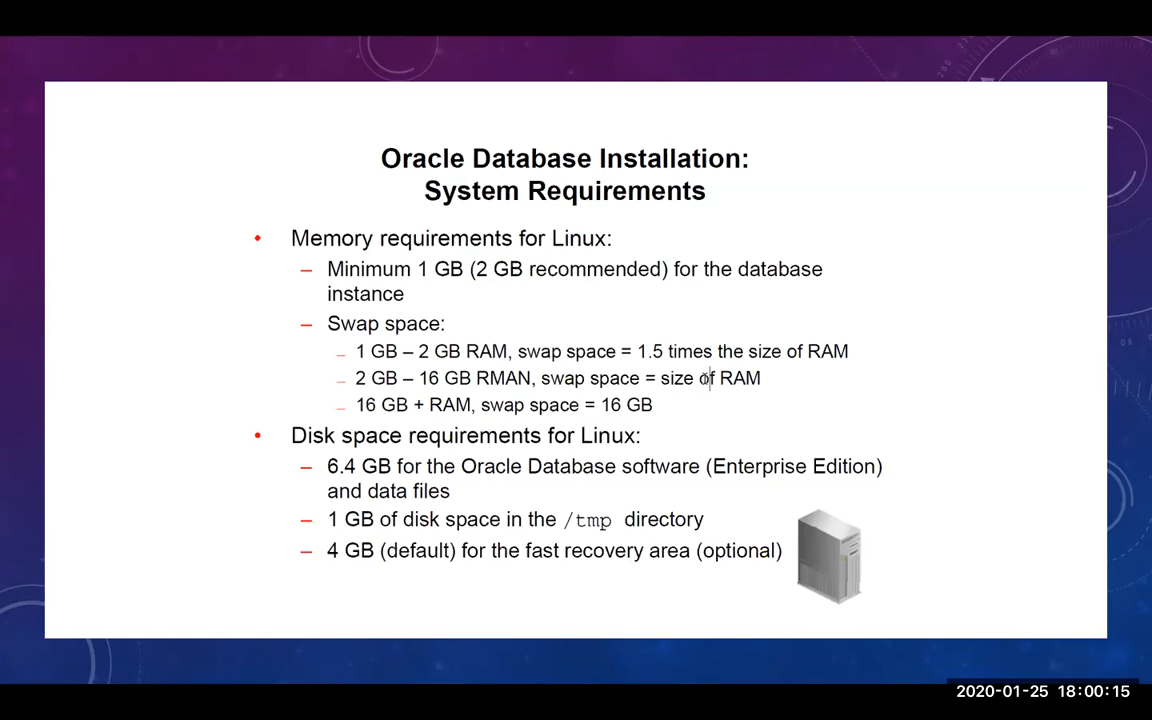 Oracle Database Installation:
System Requirements
• Memory requirements for Linux:
– Minimum 1 GB (2 GB recommended) for the database
instance
– Swap space:
– 1 GB – 2 GB RAM, swap space = 1.5 times the size of RAM
– 2 GB – 16 GB RMAN, swap space = size of RAM
– 16 GB + RAM, swap space = 16 GB
• Disk space requirements for Linux:
– 6.4 GB for the Oracle Database software (Enterprise Edition)
and data files
– 1 GB of disk space in the /tmp directory
– 4 GB (default) for the fast recovery area (optional)
2020-01-25 18:00:15